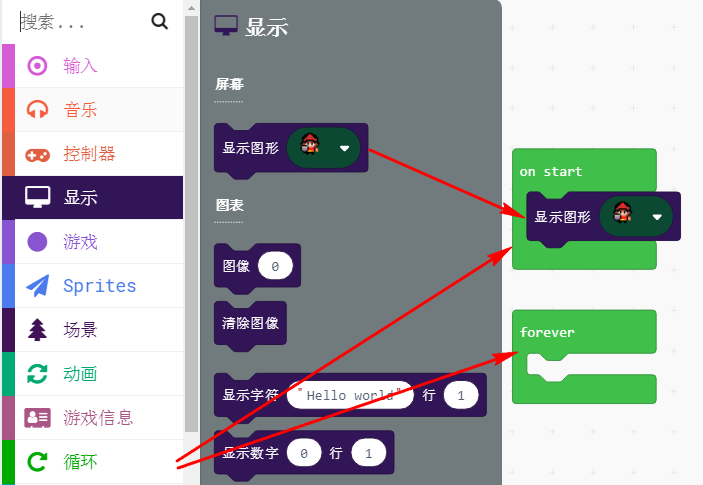 搜索...
输入
音乐
控制器
显示
游戏
Sprites
场景
动画
游戏信息
循环
显示
屏幕
显示图形
图表
图像 0
清除图像
显示字符 "Hello world" 行 1
显示数字 0 行 1
on start
显示图形
forever